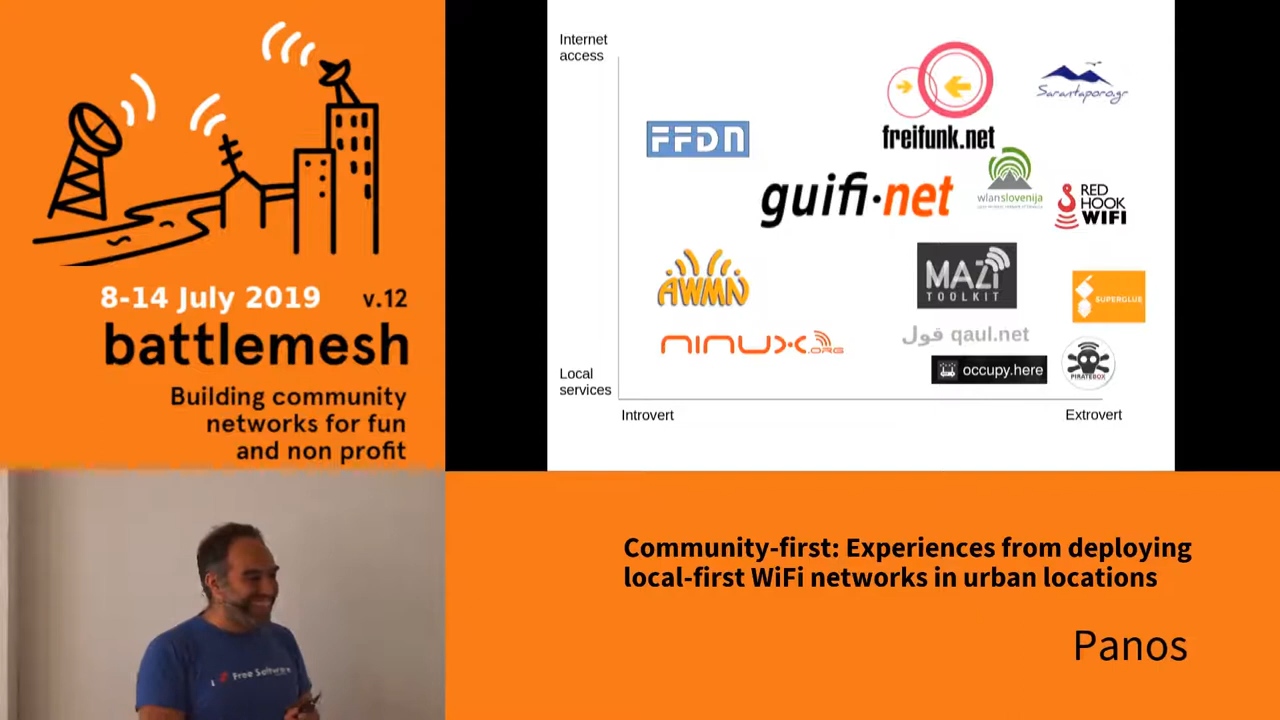 8-14 July 2019 v.12
battlemesh
Building community
networks for fun
and non profit
Internet
access
freifunk.net
Sarantaporo.gr
FFDN
guifi·net
wlanslovenija
RED
HOOK
WIFI
AWMN
MAZi
TOOLKIT
SUPERGLUE
ninux.ORG
قول qaul.net
occupy.here
PIRATEBOX
Local
services
Introvert
Extrovert
I Free Software
Community-first: Experiences from deploying
local-first WiFi networks in urban locations
Panos